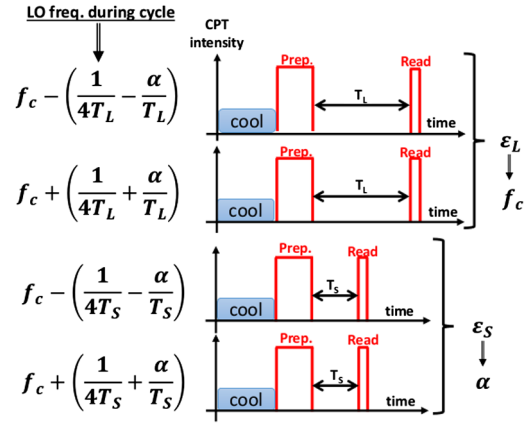 LO freq. during cycle
CPT
intensity
f_c − (1/4T_L − α/T_L)
Prep.
Read
T_L
cool
time
f_c + (1/4T_L + α/T_L)
Prep.
Read
T_L
cool
time
ε_L
f_c
f_c − (1/4T_S − α/T_S)
Prep.
Read
T_S
cool
time
f_c + (1/4T_S + α/T_S)
Prep.
Read
T_S
cool
time
ε_S
α